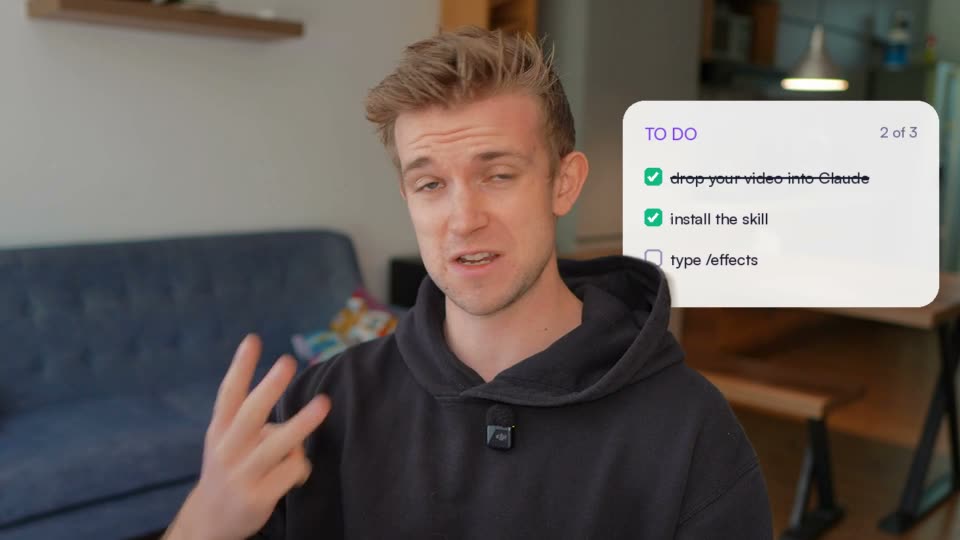 TO DO
2 of 3
drop your video into Claude
install the skill
type /effects